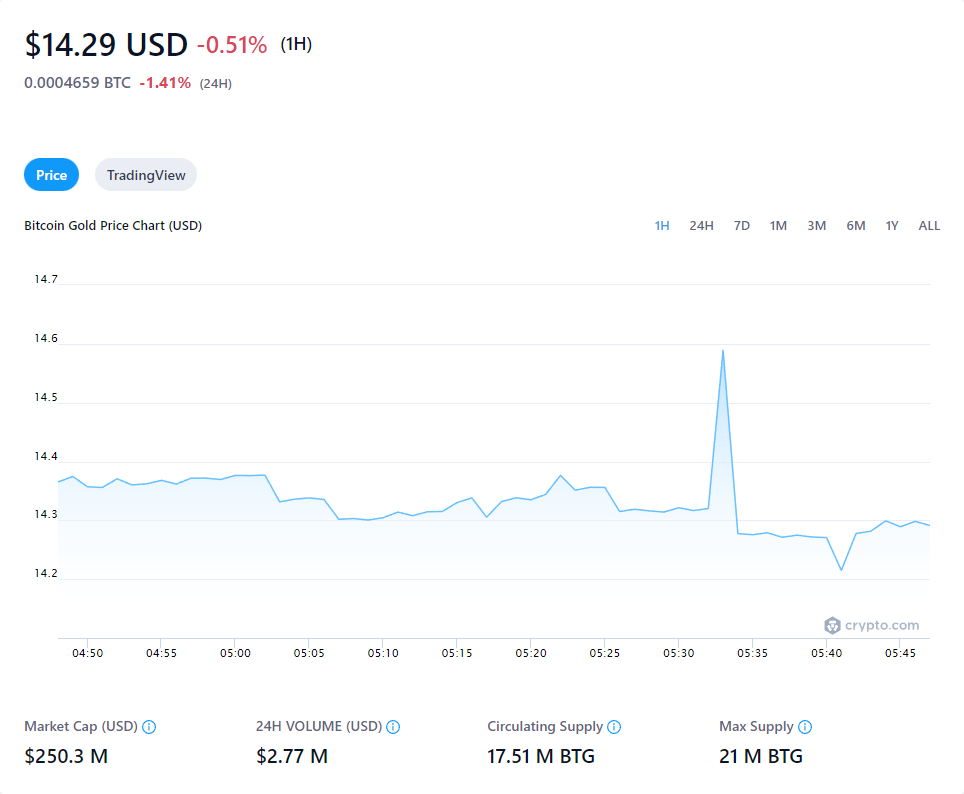 $14.29 USD -0.51% (1H)
0.0004659 BTC -1.41% (24H)
Price TradingView
Bitcoin Gold Price Chart (USD) 1H 24H 7D 1M 3M 6M 1Y ALL
14.7
14.6
14.5
14.4
14.3
14.2
crypto.com
04:50 04:55 05:00 05:05 05:10 05:15 05:20 05:25 05:30 05:35 05:40 05:45
Market Cap (USD) 24H VOLUME (USD) Circulating Supply Max Supply
$250.3 M $2.77 M 17.51 M BTG 21 M BTG